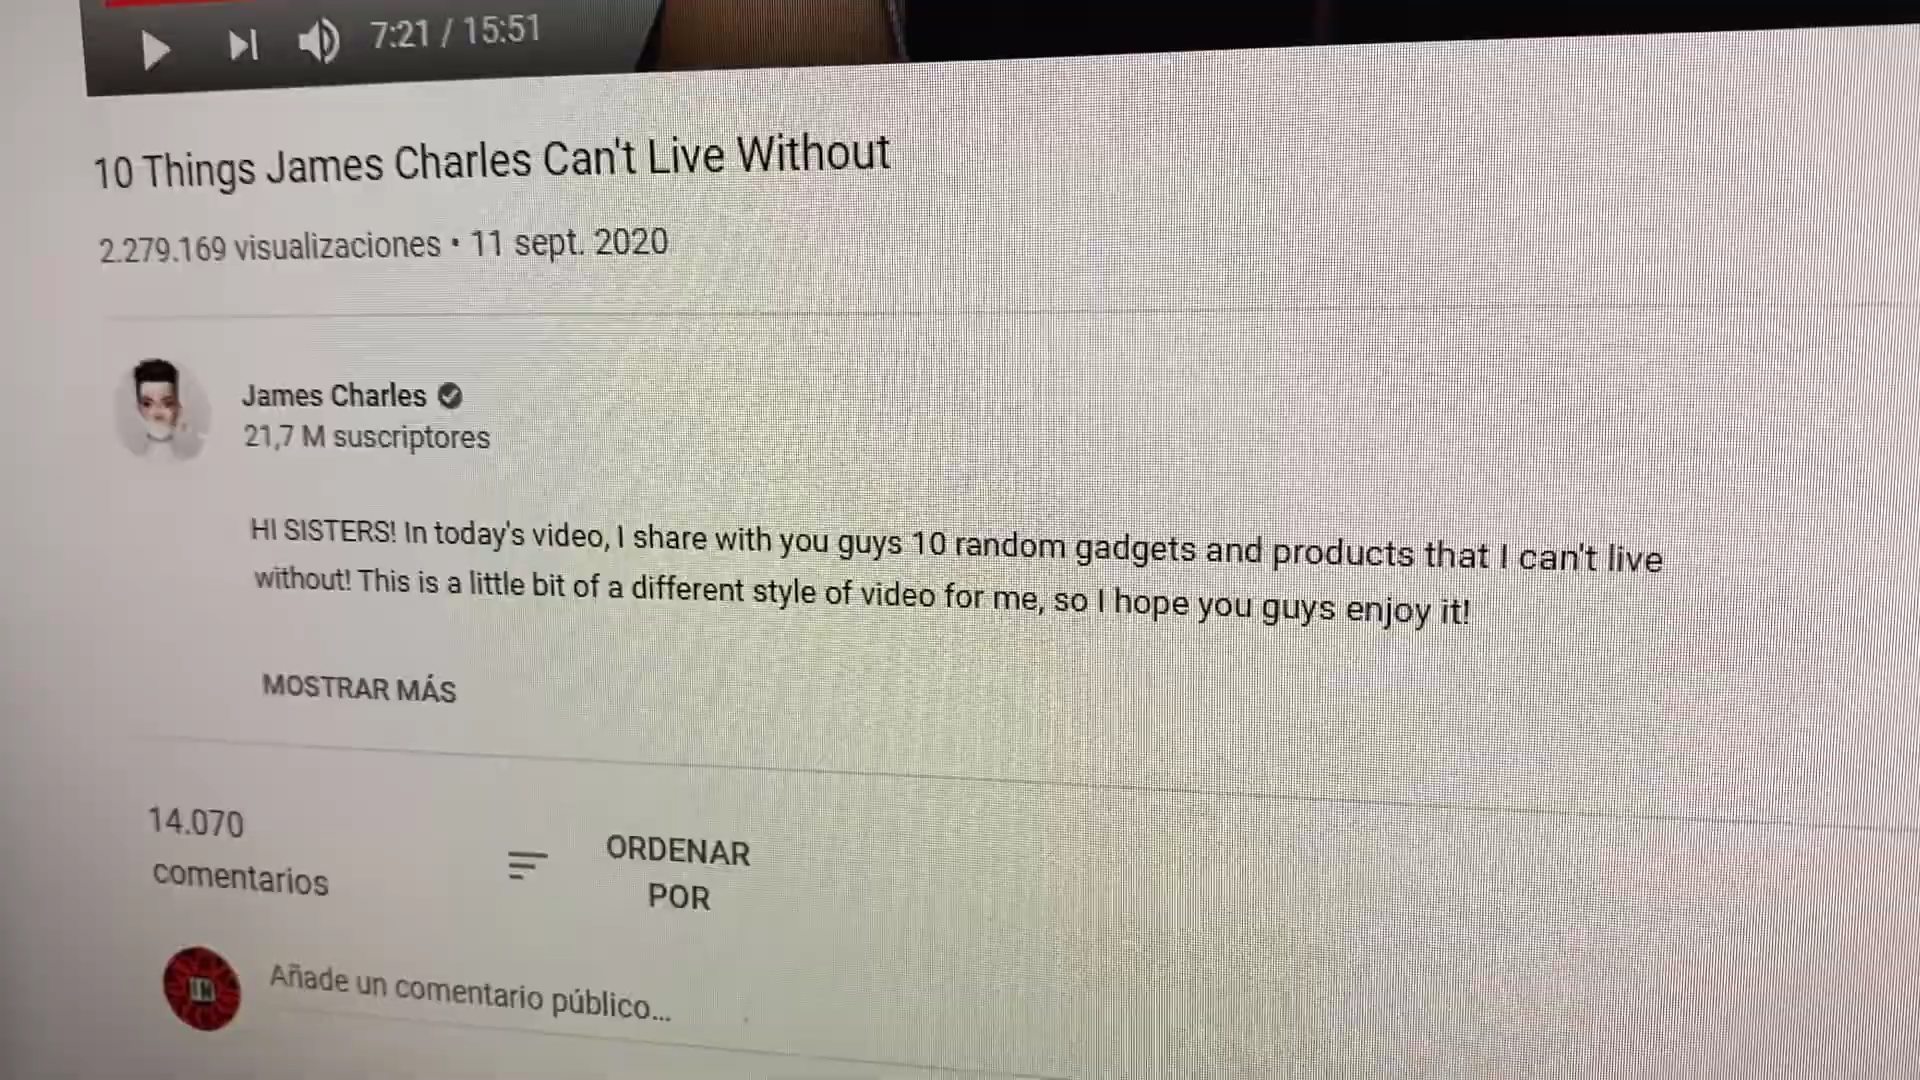 7:21 / 15:51
10 Things James Charles Can't Live Without
2.279.169 visualizaciones • 11 sept. 2020
James Charles
21,7 M suscriptores
HI SISTERS! In today's video, I share with you guys 10 random gadgets and products that I can't live
without! This is a little bit of a different style of video for me, so I hope you guys enjoy it!
MOSTRAR MÁS
14.070
comentarios
ORDENAR
POR
Añade un comentario público...